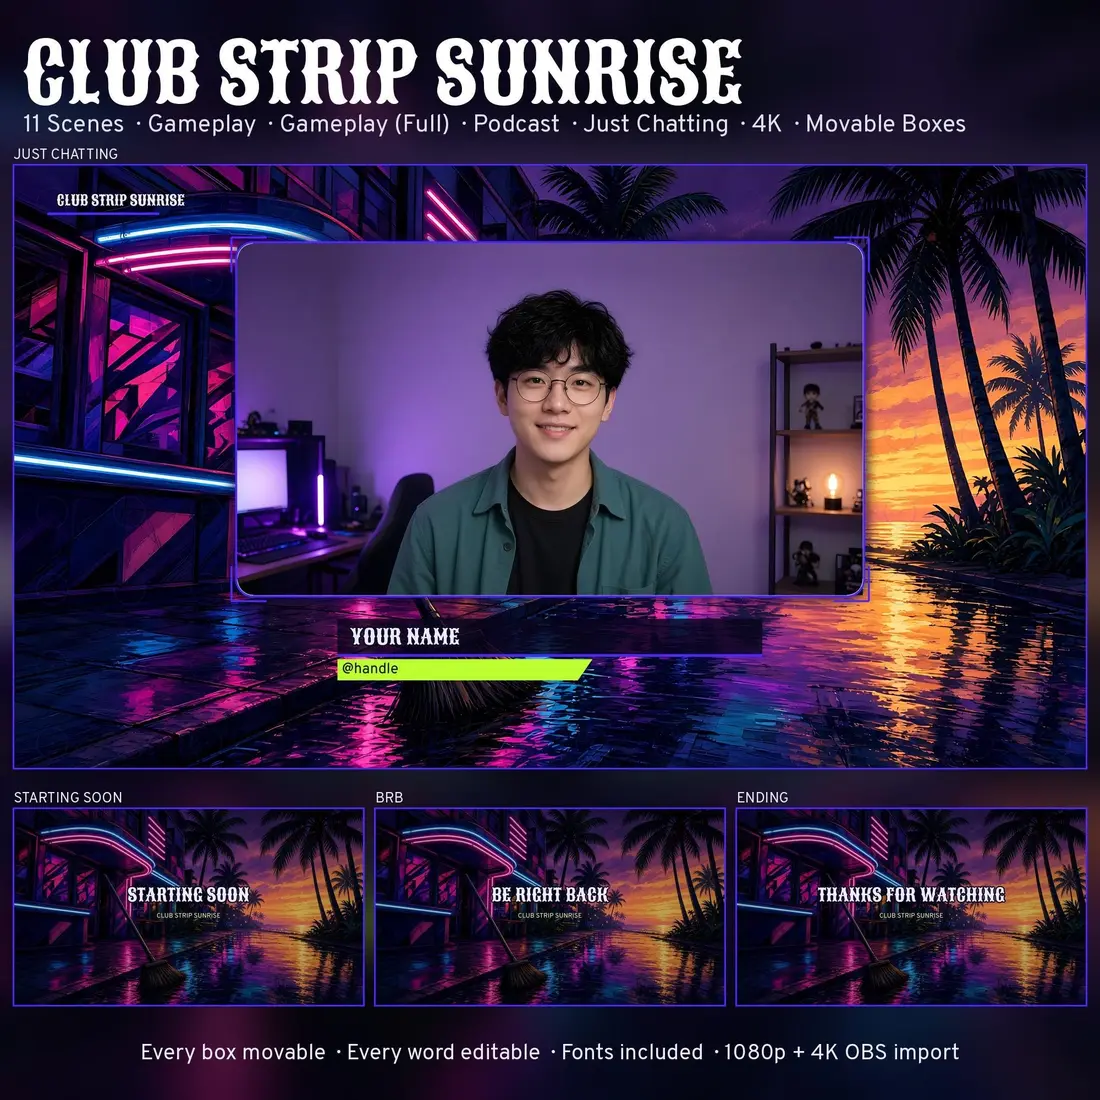 CLUB STRIP SUNRISE
11 Scenes · Gameplay · Gameplay (Full) · Podcast · Just Chatting · 4K · Movable Boxes
JUST CHATTING
CLUB STRIP SUNRISE
YOUR NAME
@handle
STARTING SOON
BRB
ENDING
STARTING SOON
CLUB STRIP SUNRISE
BE RIGHT BACK
CLUB STRIP SUNRISE
THANKS FOR WATCHING
CLUB STRIP SUNRISE
Every box movable · Every word editable · Fonts included · 1080p + 4K OBS import